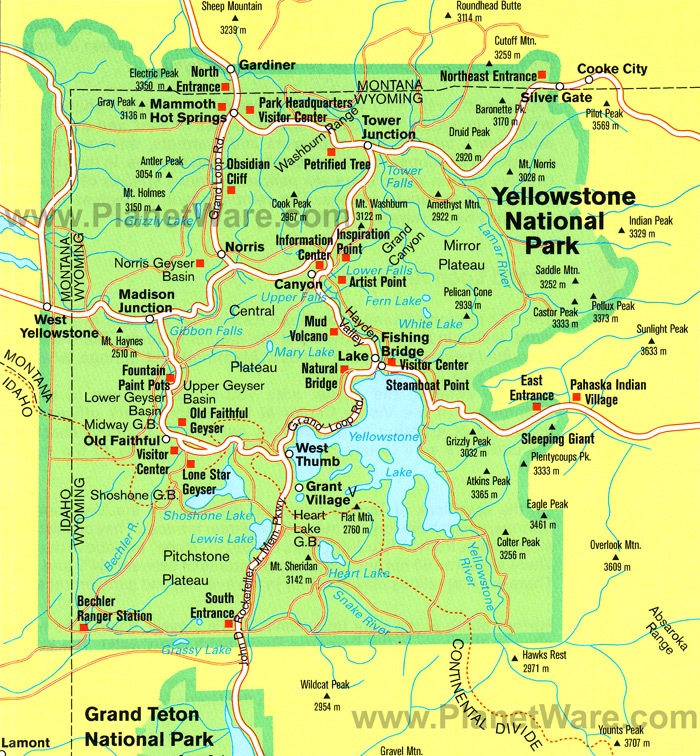 Sheep Mountain
3239 m
Roundhead Butte
3114 m
Cutoff Mtn.
3259 m
Gardiner
Electric Peak
3350 m
North
Entrance
MONTANA
WYOMING
Northeast Entrance
Cooke City
Silver Gate
Gray Peak
3136 m
Mammoth
Hot Springs
Park Headquarters
Visitor Center
Baronette Pk.
3170 m
Pilot Peak
3569 m
Washburn Range
Tower
Junction
Druid Peak
2920 m
Petrified Tree
Antler Peak
3054 m
Obsidian
Cliff
Grand Loop Rd
Tower
Falls
Mt. Norris
3028 m
Mt. Holmes
3150 m
Cook Peak
2967 m
Mt. Washburn
3122 m
Amethyst Mtn.
2922 m
Yellowstone
National
Park
www.PlanetWare.com
Grizzly Lake
Indian Peak
3329 m
Information
Center
Inspiration
Point
Grand
Canyon
Mirror
Plateau
Lamar River
Norris
MONTANA
WYOMING
Norris Geyser
Basin
Lower Falls
Artist Point
Canyon
Saddle Mtn.
3252 m
Upper Falls
Fern Lake
Pelican Cone
2939 m
Madison
Junction
Castor Peak
3333 m
Pollux Peak
3373 m
West
Yellowstone
Gibbon Falls
Central
Mud
Volcano
Hayden
Valley
White Lake
Sunlight Peak
3633 m
Mt. Haynes
2510 m
Mary Lake
Fishing
Bridge
Lake
Visitor Center
MONTANA
IDAHO
Fountain
Paint Pots
Plateau
Natural
Bridge
Steamboat Point
Upper Geyser
Basin
Lower Geyser
Basin
East
Entrance
Pahaska Indian
Village
Midway G.B.
Old Faithful
Geyser
Grand Loop Rd
Old Faithful
Yellowstone
Lake
Grizzly Peak
3032 m
Sleeping Giant
Visitor
Center
West
Thumb
Plentycoups Pk.
3333 m
Lone Star
Geyser
Atkins Peak
3365 m
Shoshone G.B.
Grant
Village
IDAHO
WYOMING
Shoshone Lake
Heart
Lake
G.B.
Flat Mtn.
2760 m
Eagle Peak
3461 m
Lewis Lake
Colter Peak
3256 m
Bechler R.
Pitchstone
Plateau
John D. Rockefeller Jr. Mem. Pkwy
Mt. Sheridan
3142 m
Heart Lake
Yellowstone
River
Overlook Mtn.
3609 m
Bechler
Ranger Station
South
Entrance
Snake River
Absaroka
Range
Grassy Lake
Hawks Rest
2971 m
CONTINENTAL DIVIDE
Wildcat Peak
2954 m
Grand Teton
National Park
www.PlanetWare.com
Lamont
Younts Peak
3707 m
Gravel Mtn.